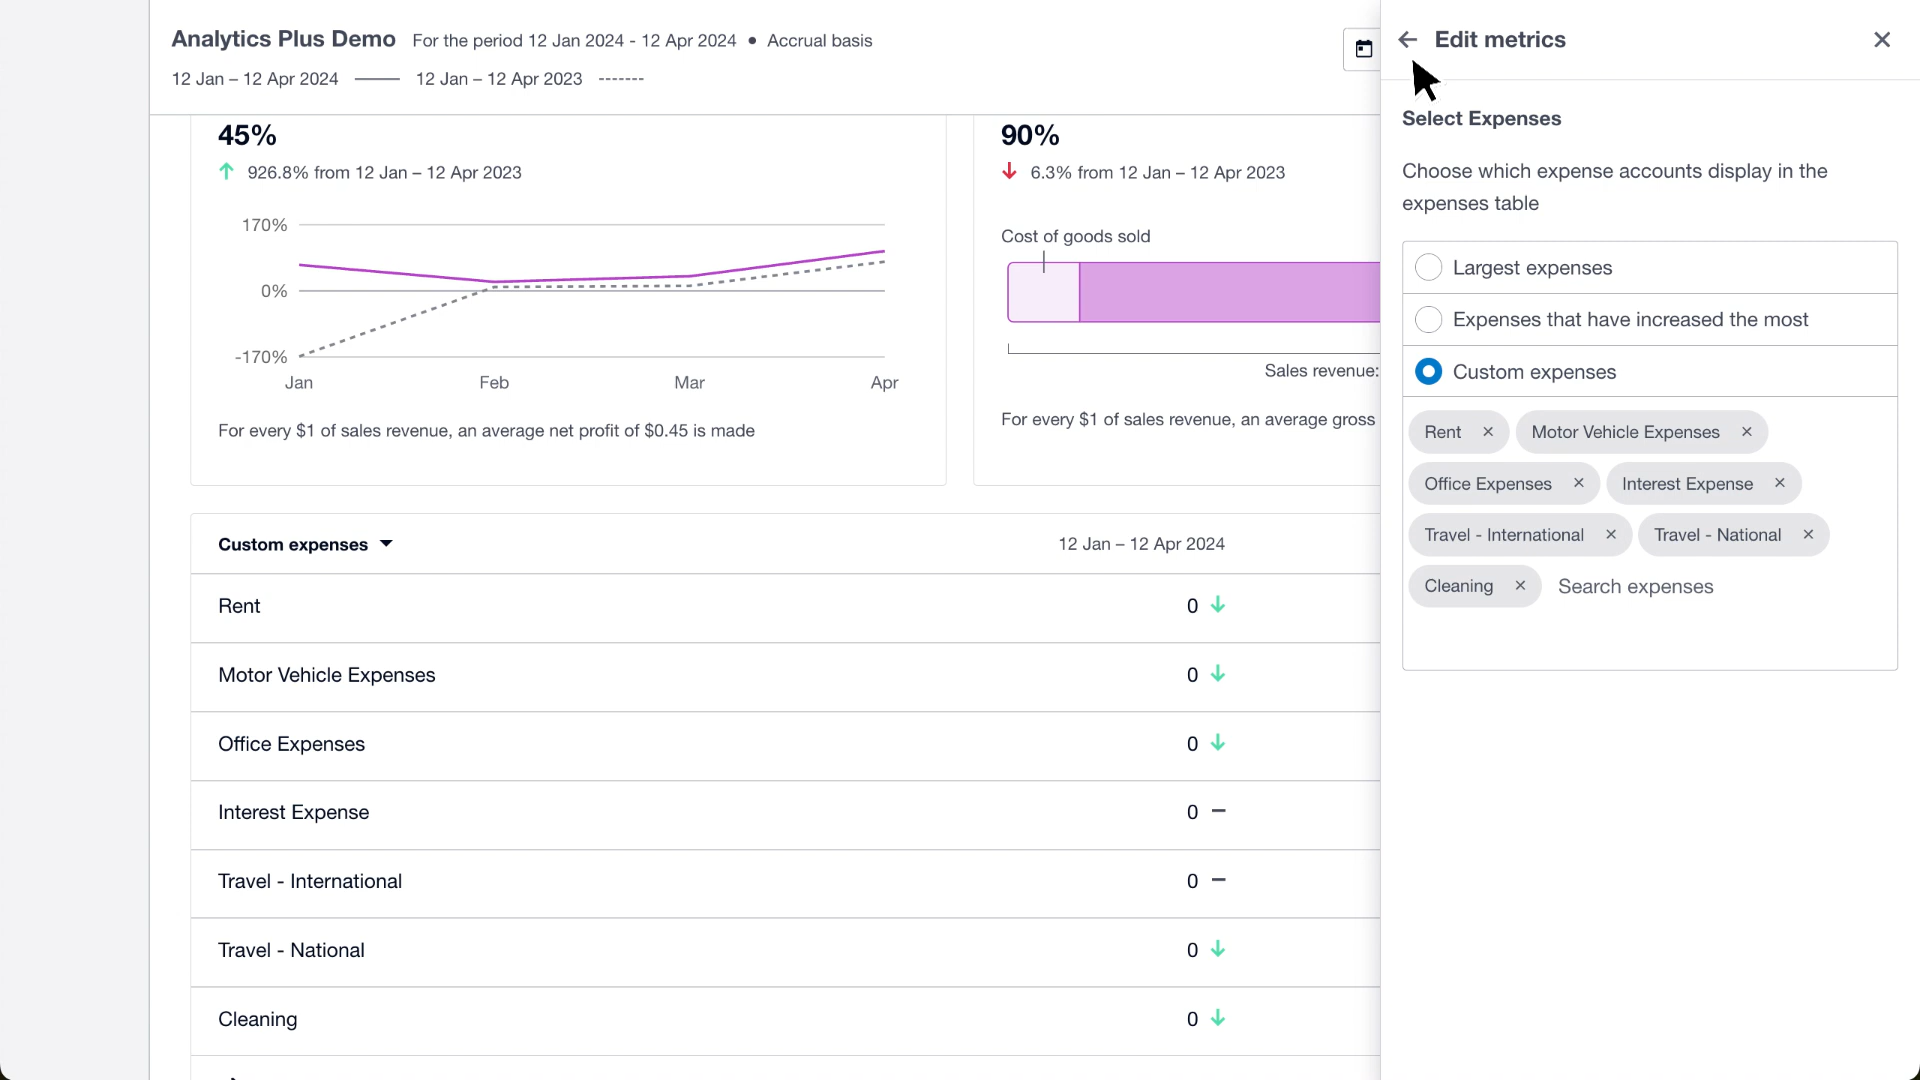 Analytics Plus Demo For the period 12 Jan 2024 - 12 Apr 2024 • Accrual basis
12 Jan – 12 Apr 2024 12 Jan – 12 Apr 2023
45%
926.8% from 12 Jan – 12 Apr 2023
170%
0%
-170%
Jan Feb Mar Apr
For every $1 of sales revenue, an average net profit of $0.45 is made
90%
6.3% from 12 Jan – 12 Apr 2023
Cost of goods sold
Sales revenue:
For every $1 of sales revenue, an average gross
Custom expenses 12 Jan – 12 Apr 2024
Rent 0
Motor Vehicle Expenses 0
Office Expenses 0
Interest Expense 0 –
Travel - International 0 –
Travel - National 0
Cleaning 0
Edit metrics
Select Expenses
Choose which expense accounts display in the
expenses table
Largest expenses
Expenses that have increased the most
Custom expenses
Rent × Motor Vehicle Expenses ×
Office Expenses × Interest Expense ×
Travel - International × Travel - National ×
Cleaning × Search expenses